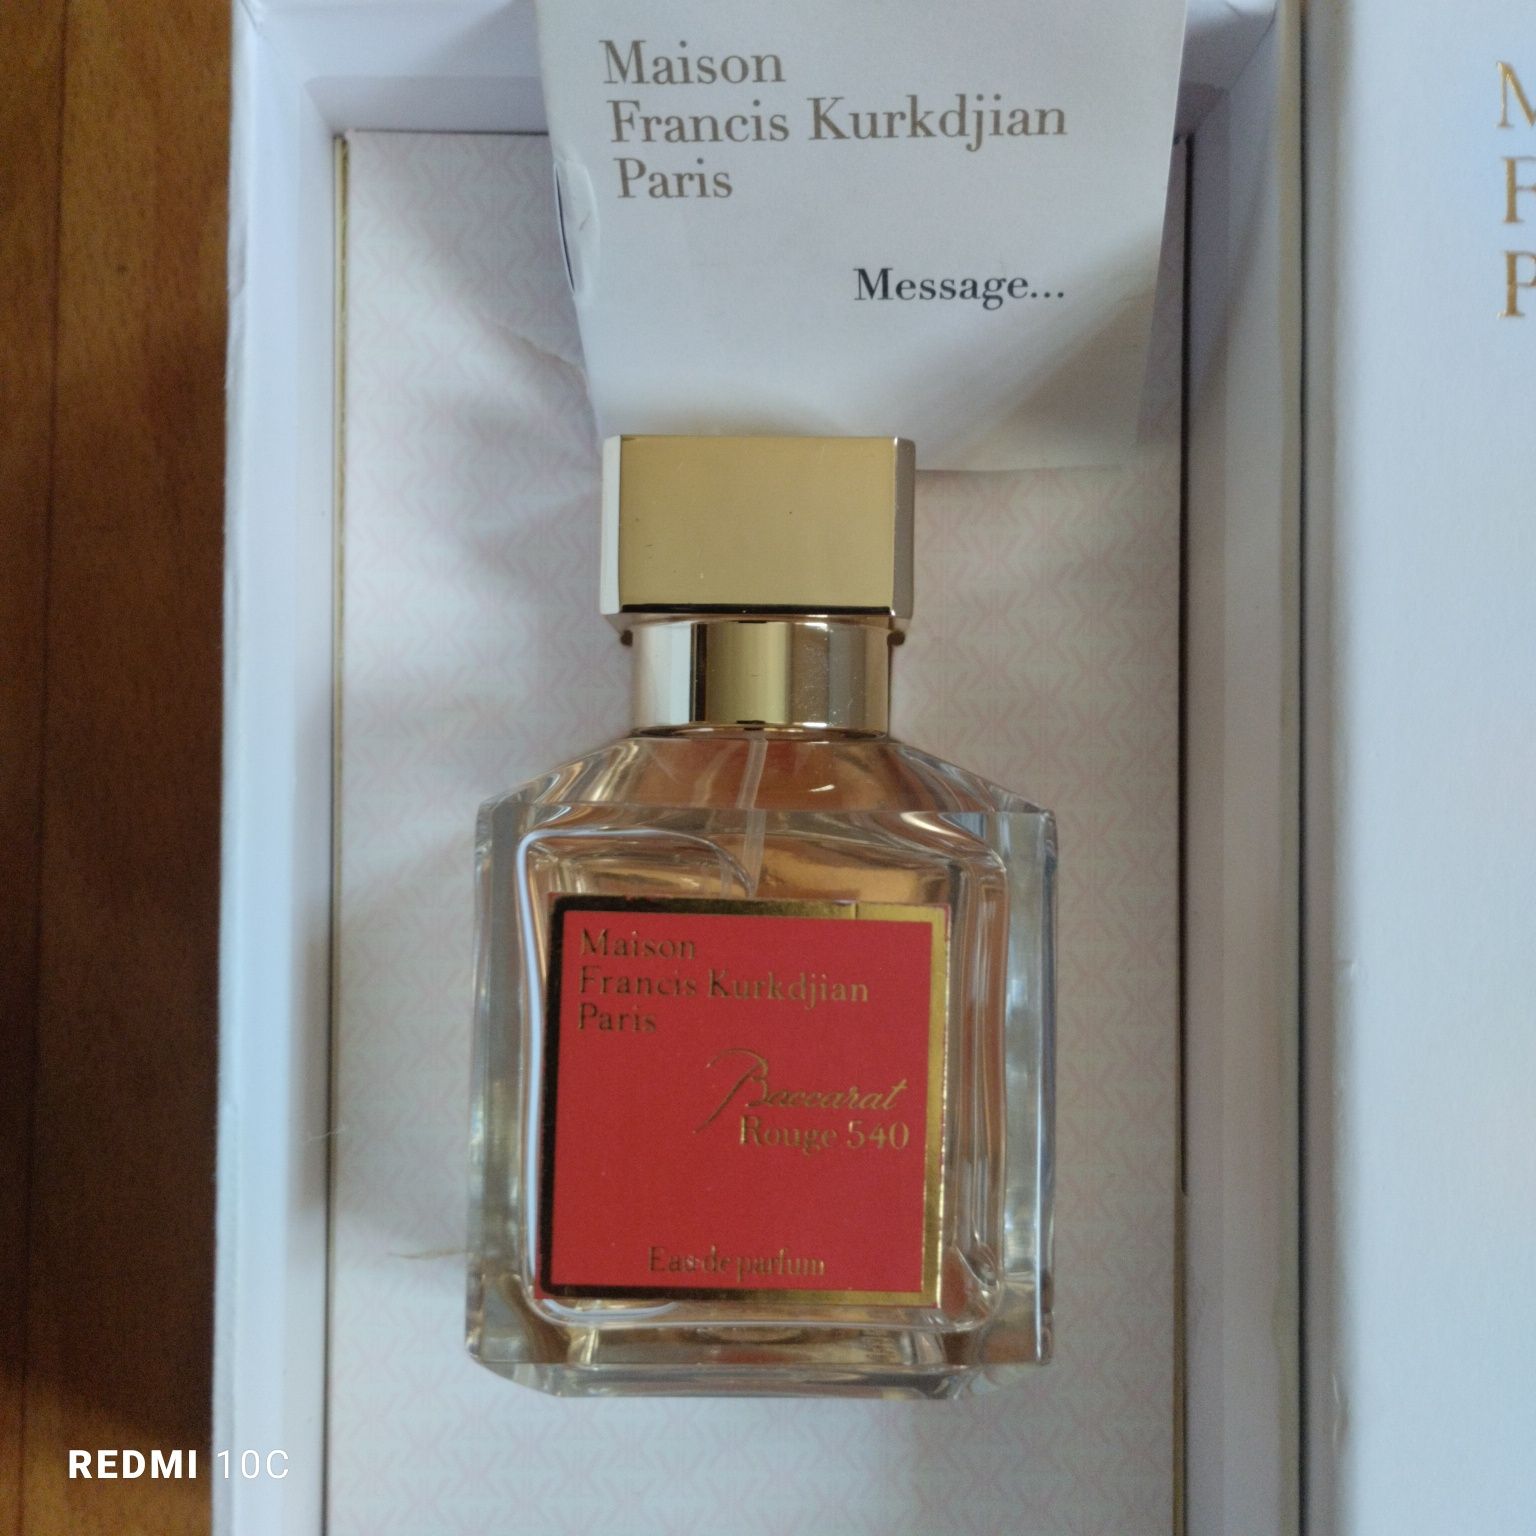 Maison
Francis Kurkdjian
Paris
Message...
M
F
P
Maison
Francis Kurkdjian
Paris
Baccarat
Rouge 540
Eau de parfum
REDMI 10C